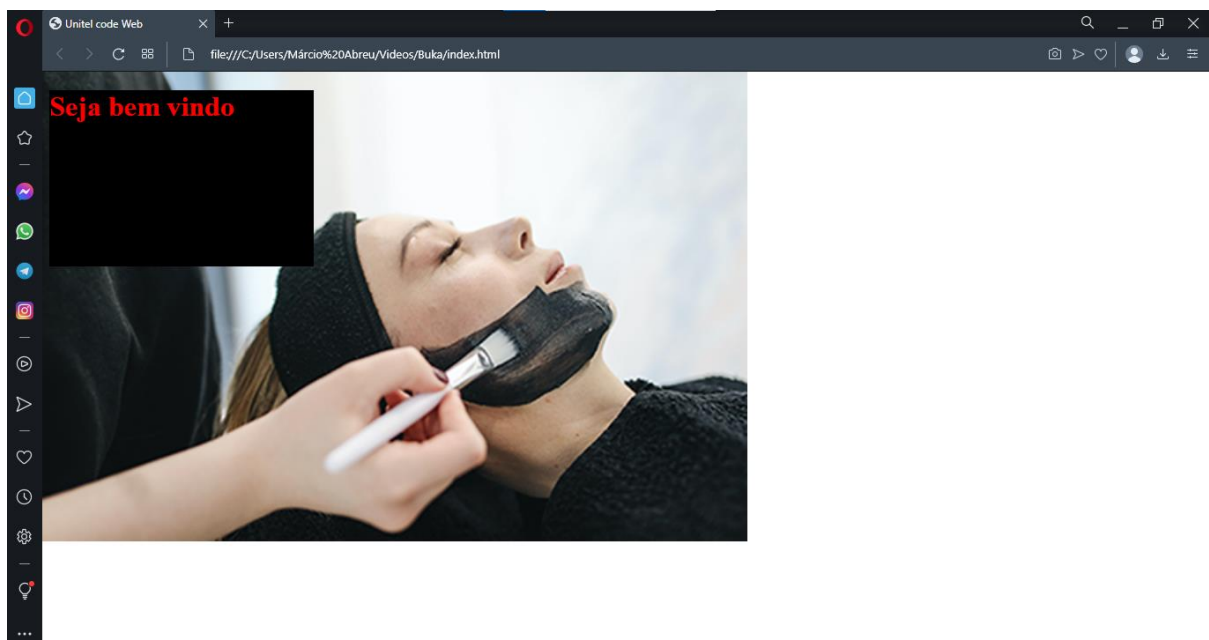 Unitel code Web
file:///C:/Users/Márcio%20Abreu/Videos/Buka/index.html
Seja bem vindo